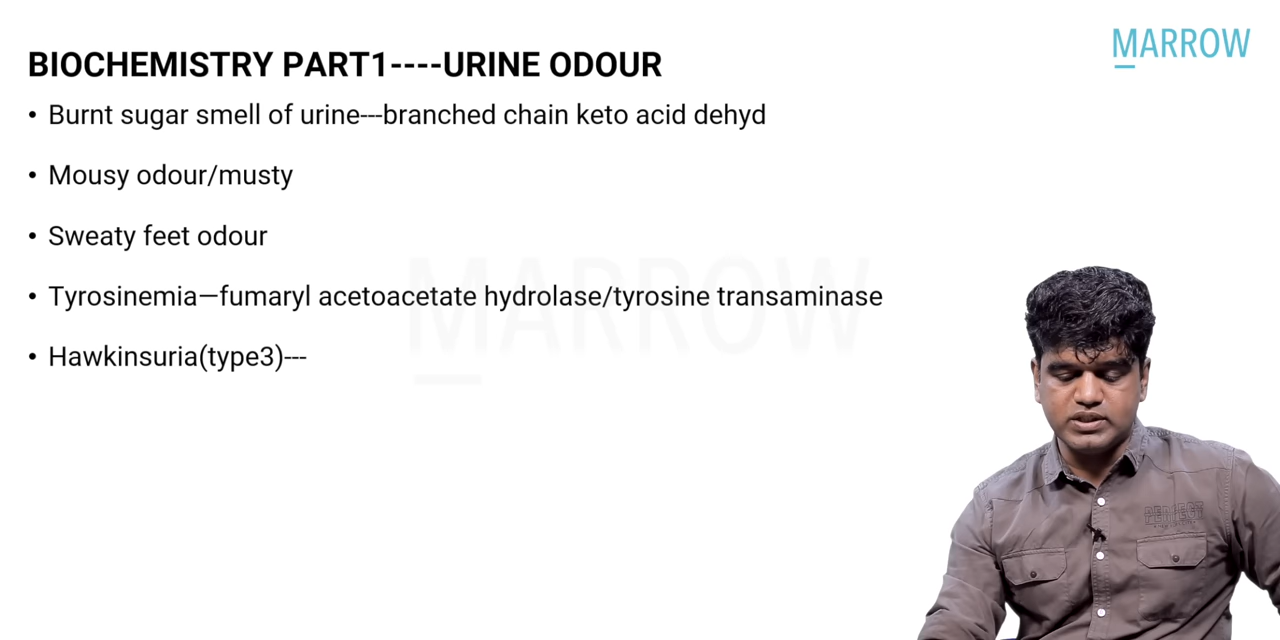 MARROW
BIOCHEMISTRY PART1----URINE ODOUR
• Burnt sugar smell of urine---branched chain keto acid dehyd
• Mousy odour/musty
• Sweaty feet odour
• Tyrosinemia—fumaryl acetoacetate hydrolase/tyrosine transaminase
• Hawkinsuria(type3)---
MARROW